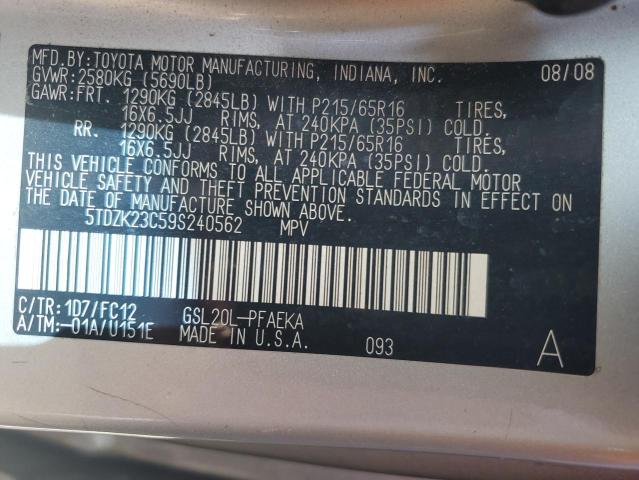 MFD.BY:TOYOTA MOTOR MANUFACTURING, INDIANA, INC. 08/08
GVWR:2580KG (5690LB)
GAWR:FRT. 1290KG (2845LB) WITH P215/65R16 TIRES,
16X6.5JJ RIMS, AT 240KPA (35PSI) COLD.
RR. 1290KG (2845LB) WITH P215/65R16 TIRES,
16X6.5JJ RIMS, AT 240KPA (35PSI) COLD.
THIS VEHICLE CONFORMS TO ALL APPLICABLE FEDERAL MOTOR
VEHICLE SAFETY AND THEFT PREVENTION STANDARDS IN EFFECT ON
THE DATE OF MANUFACTURE SHOWN ABOVE.
5TDZK23C59S240562 MPV
C/TR: 1D7/FC12 GSL20L-PFAEKA
A/TM:-01A/U151E MADE IN U.S.A. 093 A